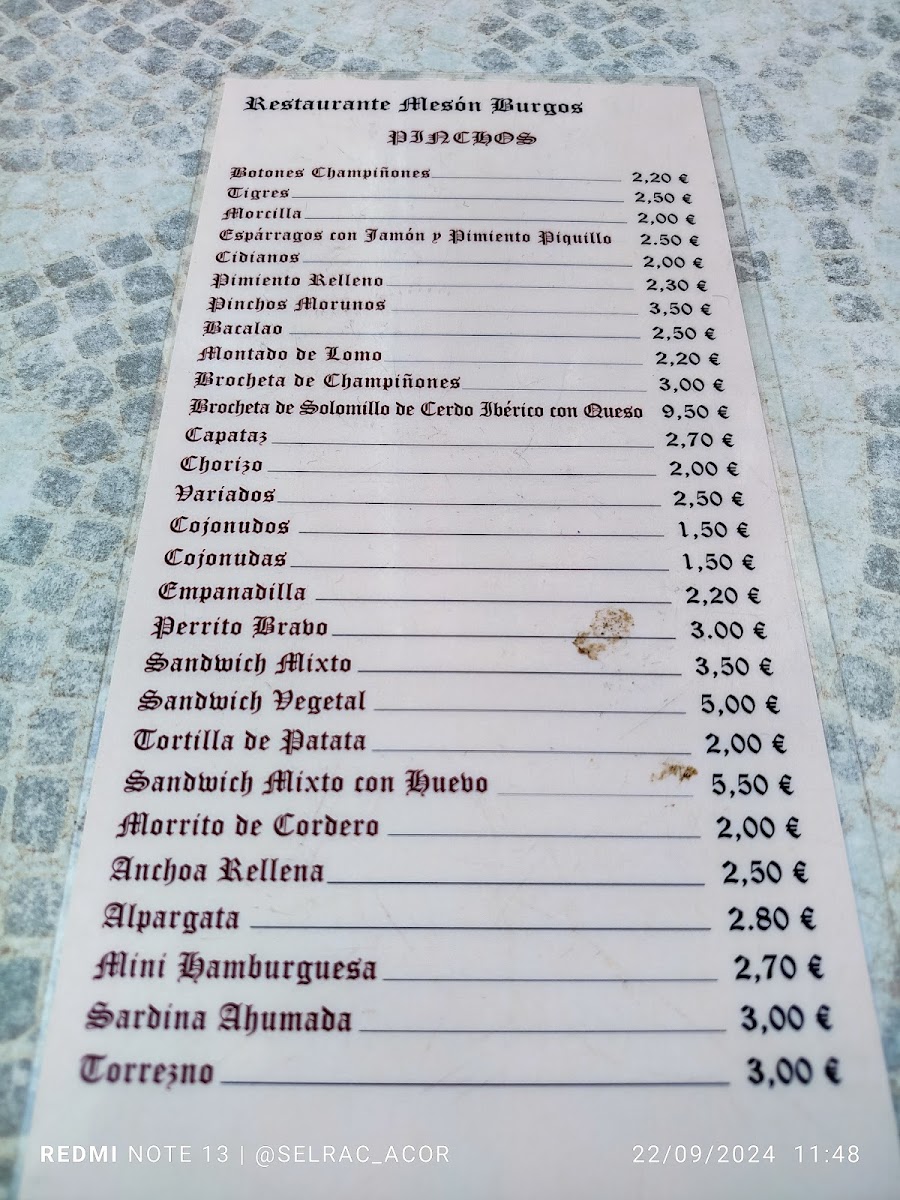 Restaurante Mesón Burgos
PINCHOS
Botones Champiñones 2,20 €
Tigres 2,50 €
Morcilla 2,00 €
Espárragos con Jamón y Pimiento Piquillo 2.50 €
Cidianos 2,00 €
Pimiento Relleno 2,30 €
Pinchos Morunos 3,50 €
Bacalao 2,50 €
Montado de Lomo 2,20 €
Brocheta de Champiñones 3,00 €
Brocheta de Solomillo de Cerdo Ibérico con Queso 9,50 €
Capataz 2,70 €
Chorizo 2,00 €
Variados 2,50 €
Cojonudos 1,50 €
Cojonudas 1,50 €
Empanadilla 2,20 €
Perrito Bravo 3.00 €
Sandwich Mixto 3,50 €
Sandwich Vegetal 5,00 €
Tortilla de Patata 2,00 €
Sandwich Mixto con Huevo 5,50 €
Morrito de Cordero 2,00 €
Anchoa Rellena 2,50 €
Alpargata 2.80 €
Mini Hamburguesa 2,70 €
Sardina Ahumada 3,00 €
Torrezno 3,00 €
REDMI NOTE 13 | @SELRAC_ACOR 22/09/2024 11:48